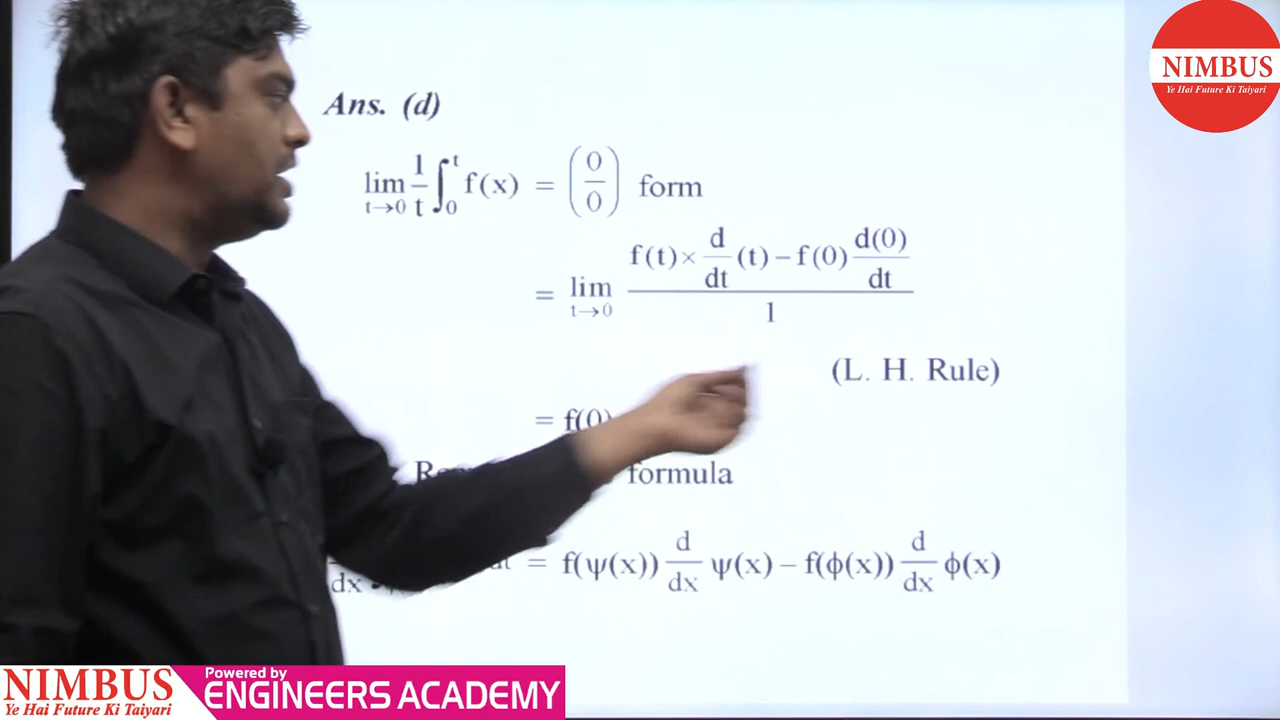 NIMBUS
Ye Hai Future Ki Taiyari
Ans. (d)
lim t→0 1/t ∫₀ᵗ f(x) = (0/0) form
= lim t→0 f(t)× d/dt (t) – f(0) d(0)/dt / 1
(L. H. Rule)
= f(0)
formula
dx = f(ψ(x)) d/dx ψ(x) – f(ϕ(x)) d/dx ϕ(x)
NIMBUS
Ye Hai Future Ki Taiyari
Powered by
ENGINEERS ACADEMY